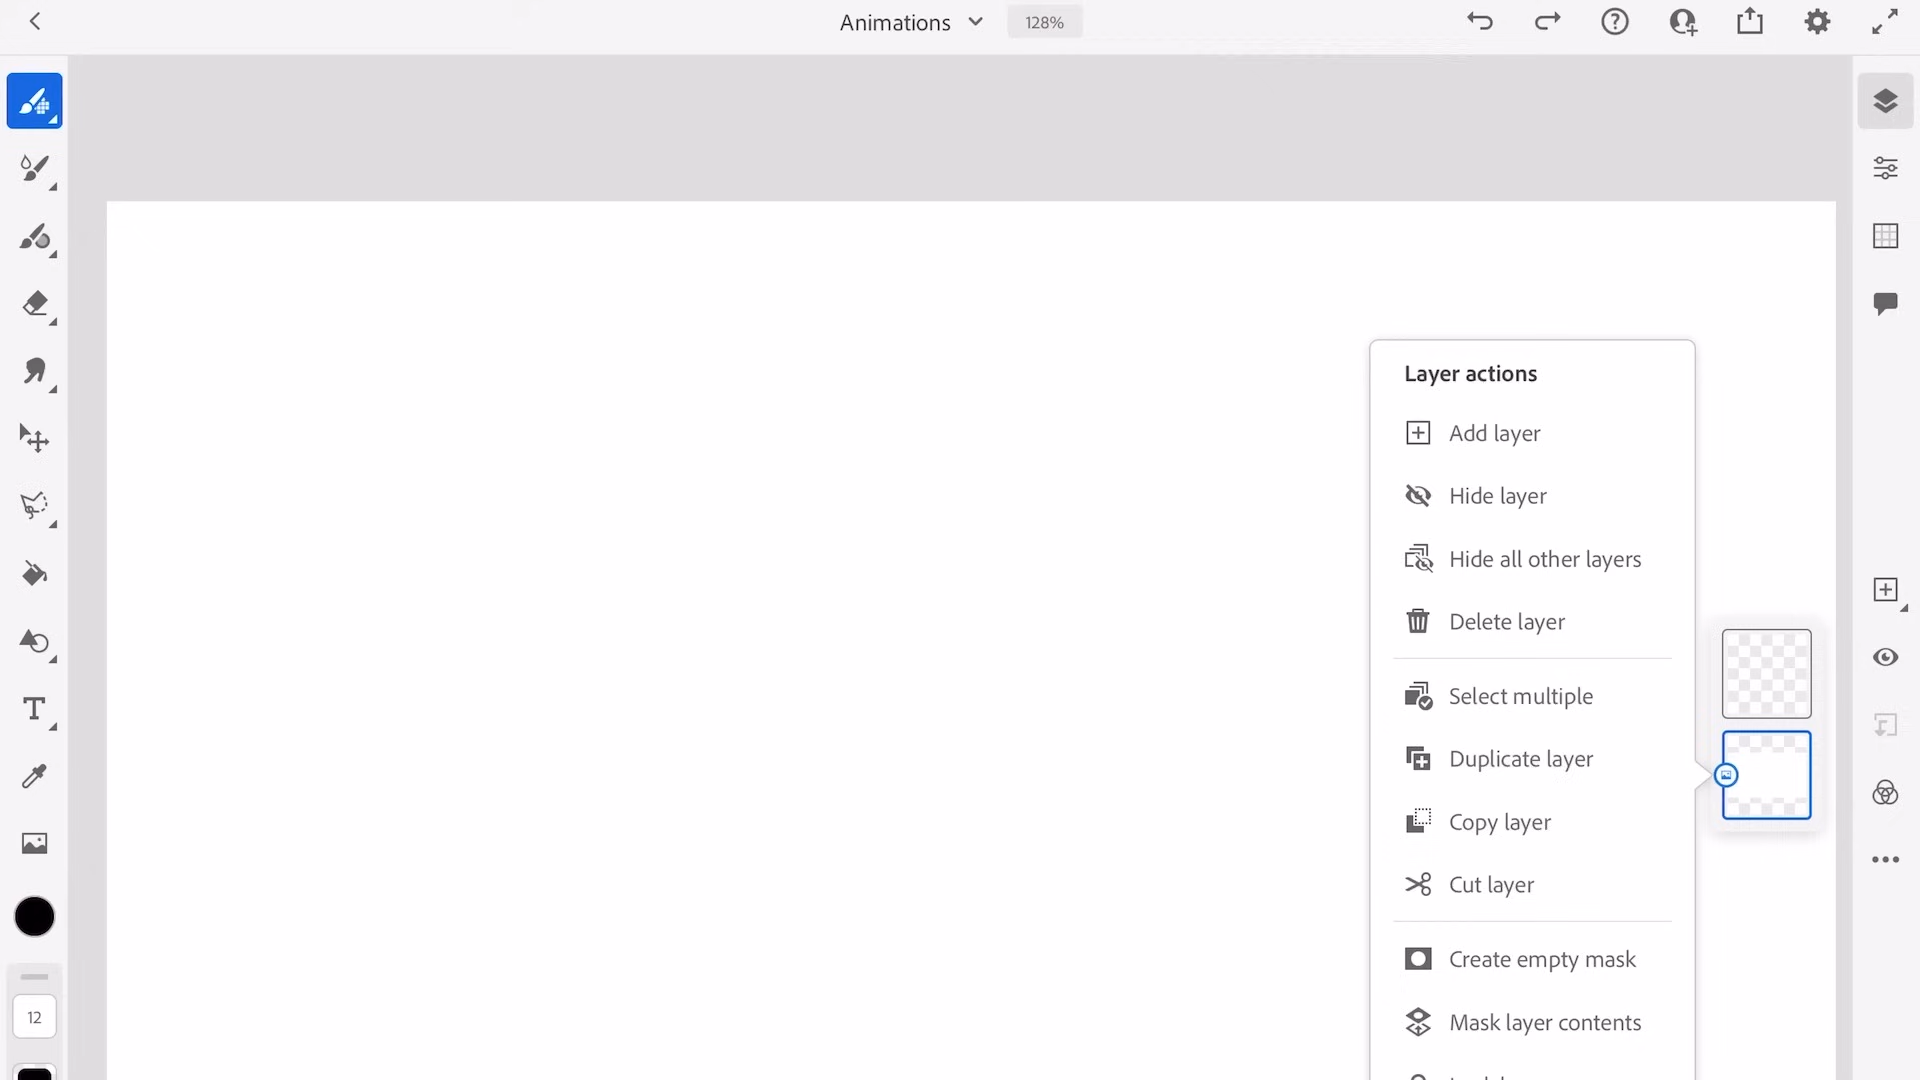 Animations
128%
Layer actions
Add layer
Hide layer
Hide all other layers
Delete layer
Select multiple
Duplicate layer
Copy layer
Cut layer
Create empty mask
Mask layer contents
T
12